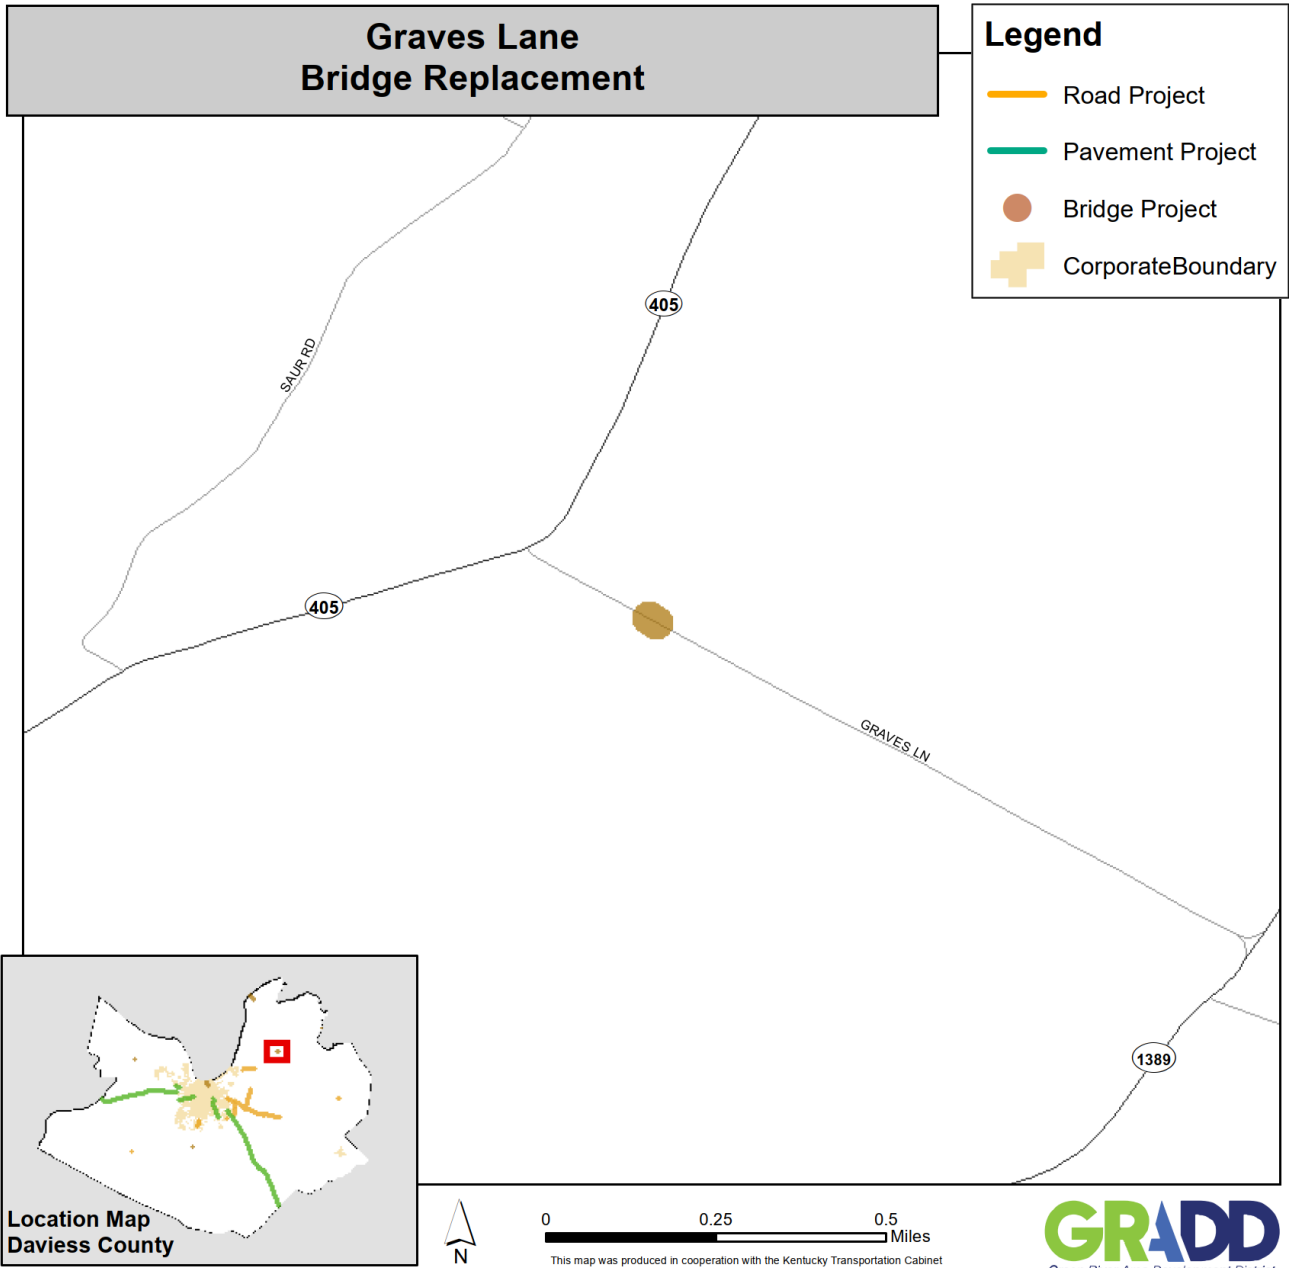 Graves Lane
Bridge Replacement
Legend
Road Project
Pavement Project
Bridge Project
CorporateBoundary
405
SAUR RD
405
GRAVES LN
1389
Location Map
Daviess County
N
0 0.25 0.5
Miles
This map was produced in cooperation with the Kentucky Transportation Cabinet
GRADD